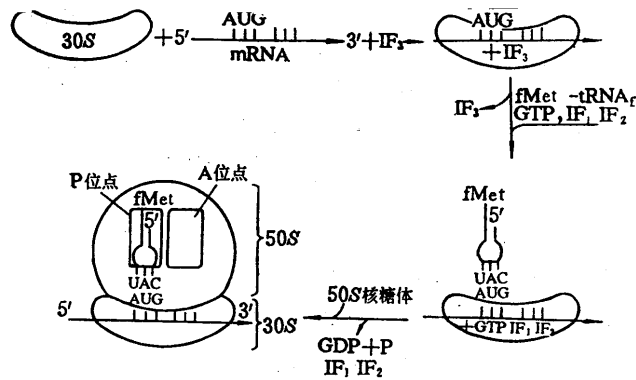 AUG
30S +5′ mRNA 3′+IF₃
AUG
+IF₃
IF₃
fMet -tRNA_f
GTP, IF₁ IF₂
P位点
A位点
fMet
5′
UAC
AUG
5′
3′
50S
30S
50S核糖体
GDP+P
IF₁ IF₂
fMet
5′
UAC
AUG
+GTP IF₁ IF₂